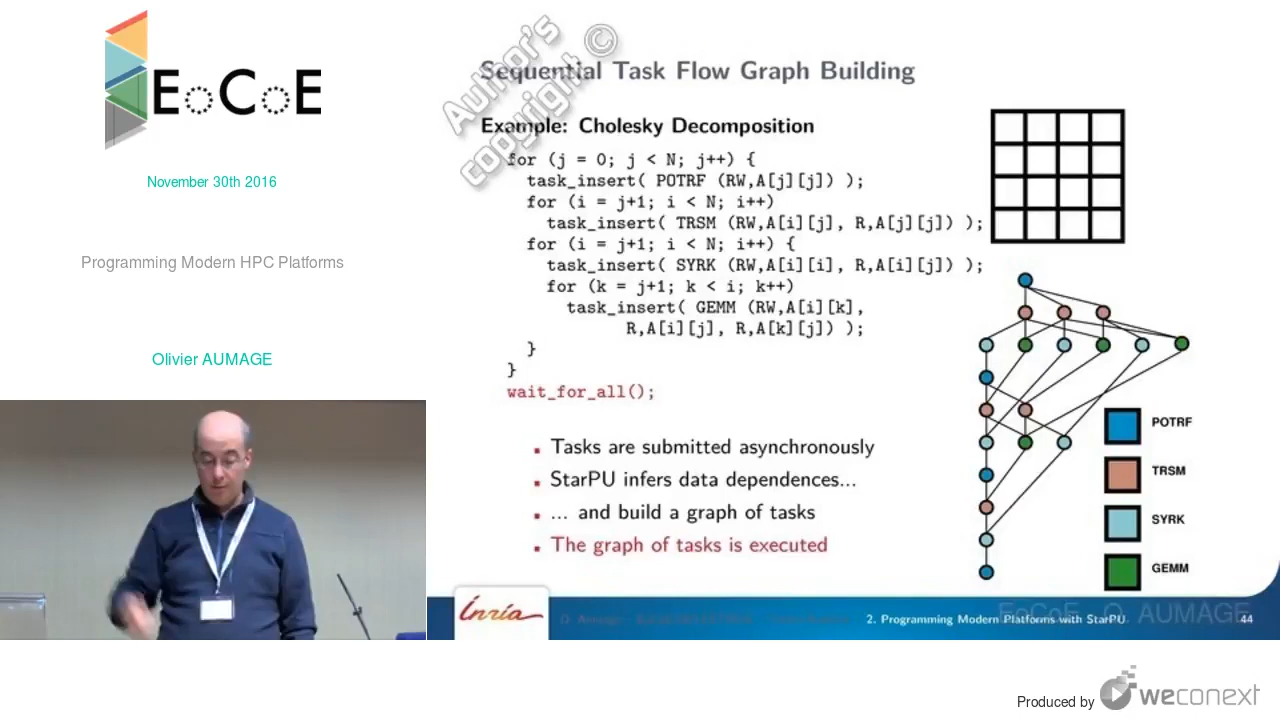 EoCoE
November 30th 2016
Programming Modern HPC Platforms
Olivier AUMAGE
Author's
copyright ©
Sequential Task Flow Graph Building
Example: Cholesky Decomposition
for (j = 0; j < N; j++) {
task_insert( POTRF (RW,A[j][j]) );
for (i = j+1; i < N; i++)
task_insert( TRSM (RW,A[i][j], R,A[j][j]) );
for (i = j+1; i < N; i++) {
task_insert( SYRK (RW,A[i][i], R,A[i][j]) );
for (k = j+1; k < i; k++)
task_insert( GEMM (RW,A[i][k],
R,A[i][j], R,A[k][j]) );
}
}
wait_for_all();
Tasks are submitted asynchronously
StarPU infers data dependences...
... and build a graph of tasks
The graph of tasks is executed
POTRF
TRSM
SYRK
GEMM
Inria
O. Aumage
2. Programming Modern Platforms with StarPU
EoCoE O. AUMAGE
44
Produced by
weconext